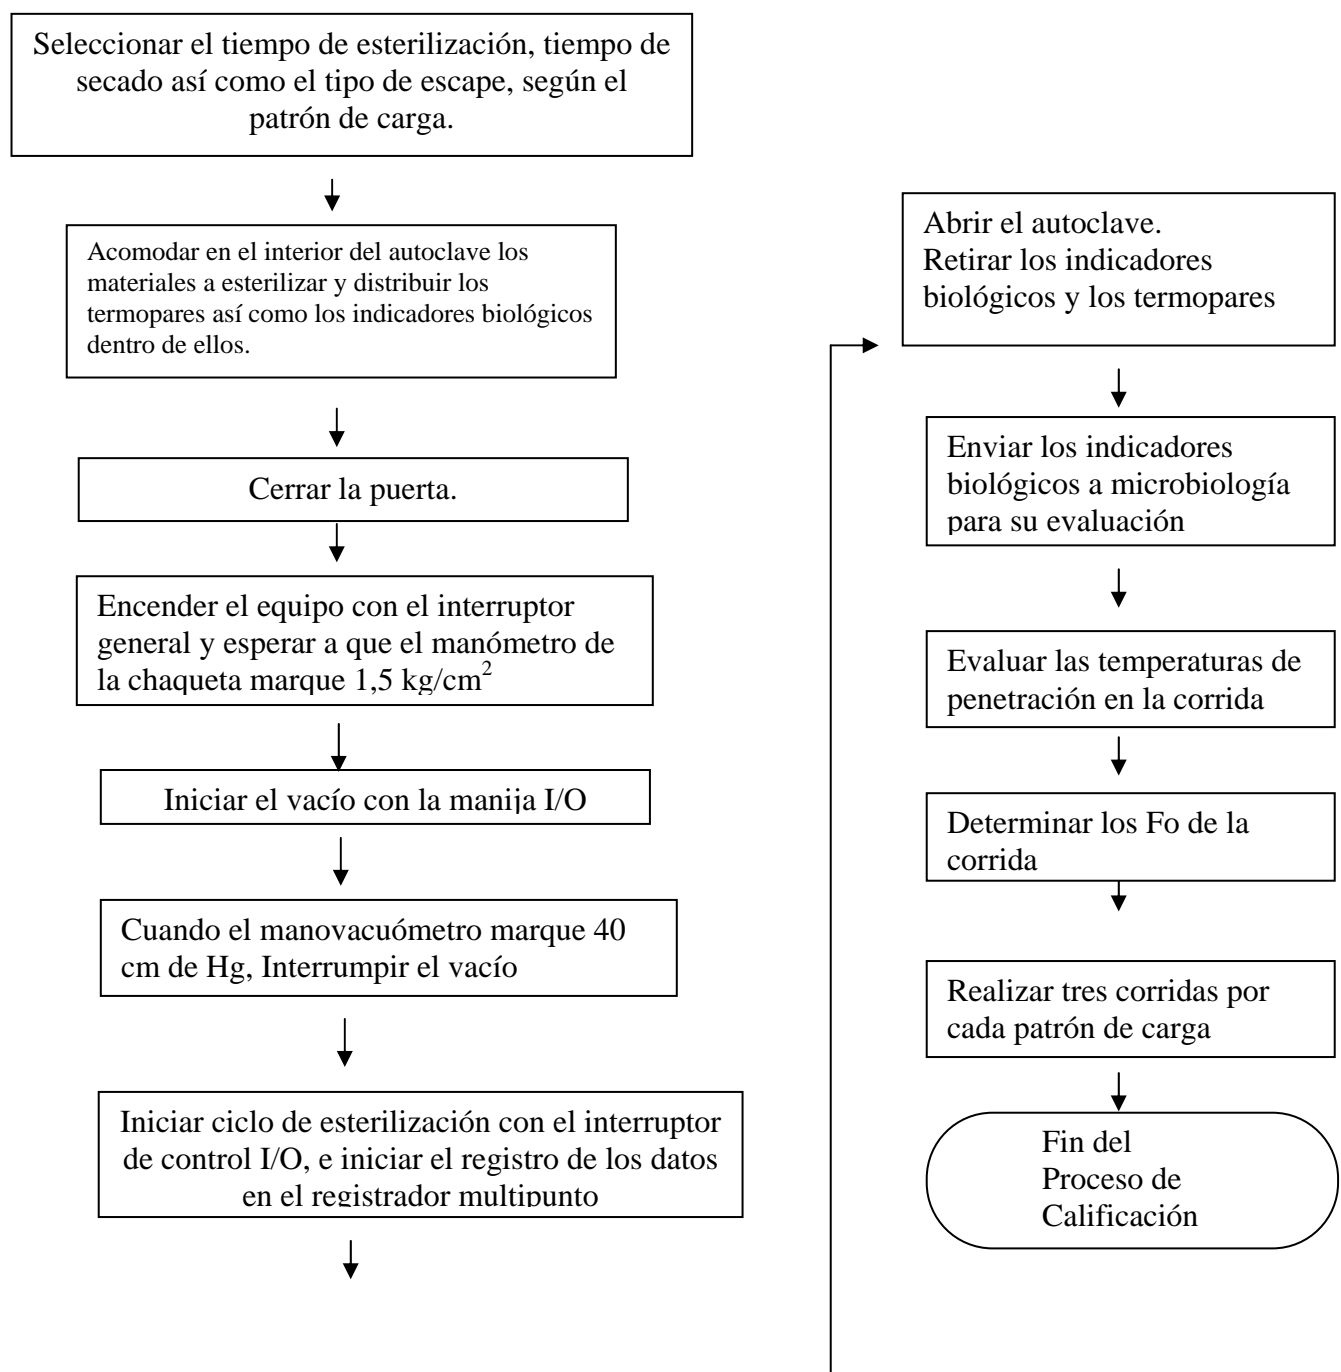 Seleccionar el tiempo de esterilización, tiempo de
secado así como el tipo de escape, según el
patrón de carga.
Acomodar en el interior del autoclave los
materiales a esterilizar y distribuir los
termopares así como los indicadores biológicos
dentro de ellos.
Cerrar la puerta.
Encender el equipo con el interruptor
general y esperar a que el manómetro de
la chaqueta marque 1,5 kg/cm²
Iniciar el vacío con la manija I/O
Cuando el manovacuómetro marque 40
cm de Hg, Interrumpir el vacío
Iniciar ciclo de esterilización con el interruptor
de control I/O, e iniciar el registro de los datos
en el registrador multipunto
Abrir el autoclave.
Retirar los indicadores
biológicos y los termopares
Enviar los indicadores
biológicos a microbiología
para su evaluación
Evaluar las temperaturas de
penetración en la corrida
Determinar los Fo de la
corrida
Realizar tres corridas por
cada patrón de carga
Fin del
Proceso de
Calificación